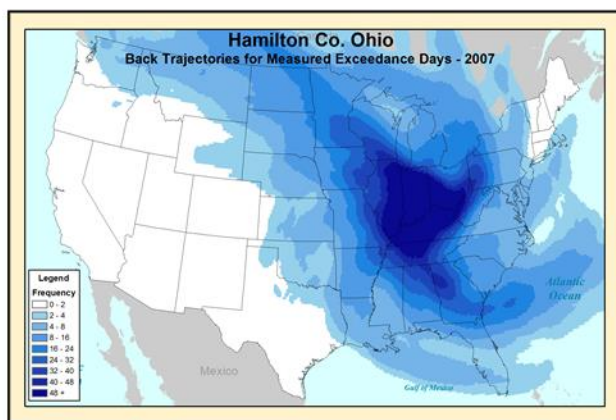 Hamilton Co. Ohio
Back Trajectories for Measured Exceedance Days - 2007
Atlantic
Ocean
Legend
Frequency
0 - 2
2 - 4
4 - 8
8 - 16
16 - 24
24 - 32
32 - 40
40 - 48
48 +
Mexico
Gulf of Mexico